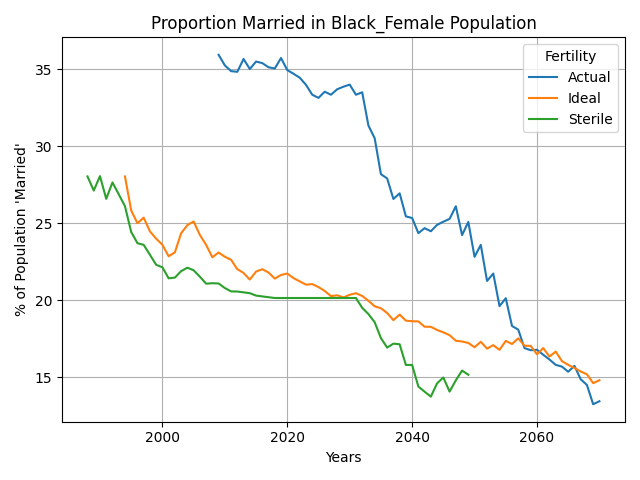 Proportion Married in Black_Female Population
% of Population 'Married'
35
30
25
20
15
Fertility
Actual
Ideal
Sterile
2000 2020 2040 2060
Years